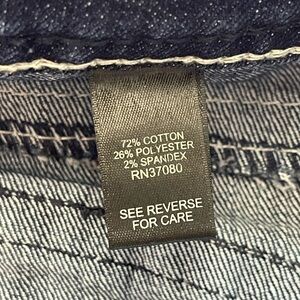 72% COTTON
26% POLYESTER
2% SPANDEX
RN37080
SEE REVERSE
FOR CARE